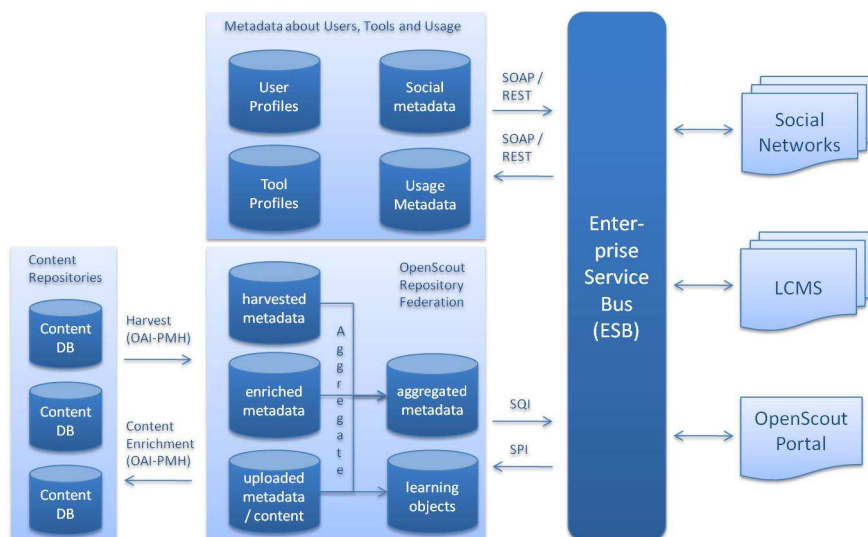 Metadata about Users, Tools and Usage
User
Profiles
Social
metadata
Tool
Profiles
Usage
Metadata
SOAP /
REST
SOAP /
REST
Enter-
prise
Service
Bus
(ESB)
Social
Networks
LCMS
OpenScout
Portal
Content
Repositories
Content
DB
Content
DB
Content
DB
Harvest
(OAI-PMH)
Content
Enrichment
(OAI-PMH)
OpenScout
Repository
Federation
harvested
metadata
enriched
metadata
uploaded
metadata
/ content
Aggregate
aggregated
metadata
learning
objects
SQI
SPI